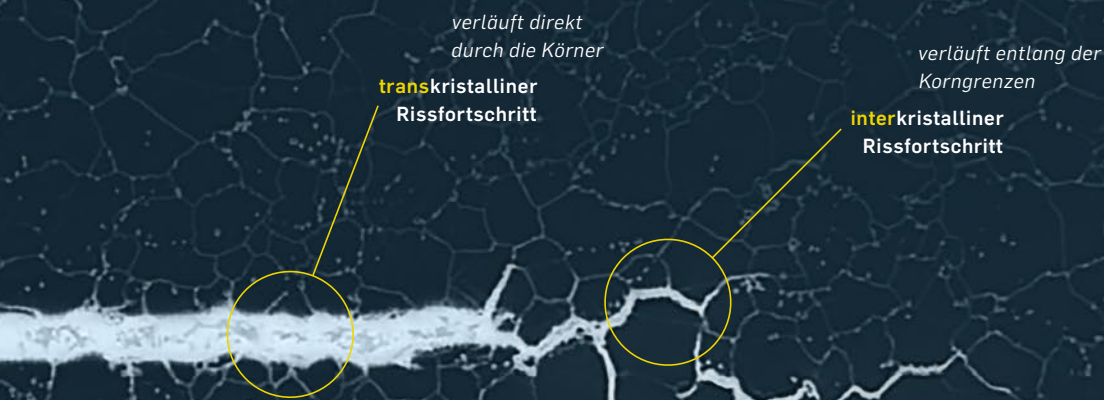 verläuft direkt
durch die Körner
transkristalliner
Rissfortschritt
verläuft entlang der
Korngrenzen
interkristalliner
Rissfortschritt